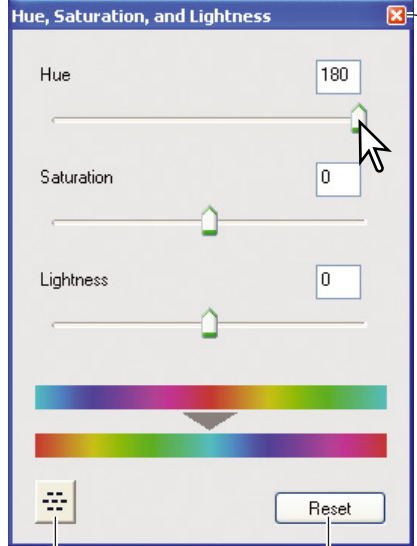 Hue, Saturation, and Lightness
Hue 180
Saturation 0
Lightness 0
Reset